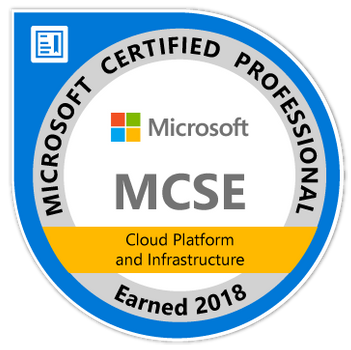 MICROSOFT CERTIFIED PROFESSIONAL
Microsoft
MCSE
Cloud Platform
and Infrastructure
Earned 2018